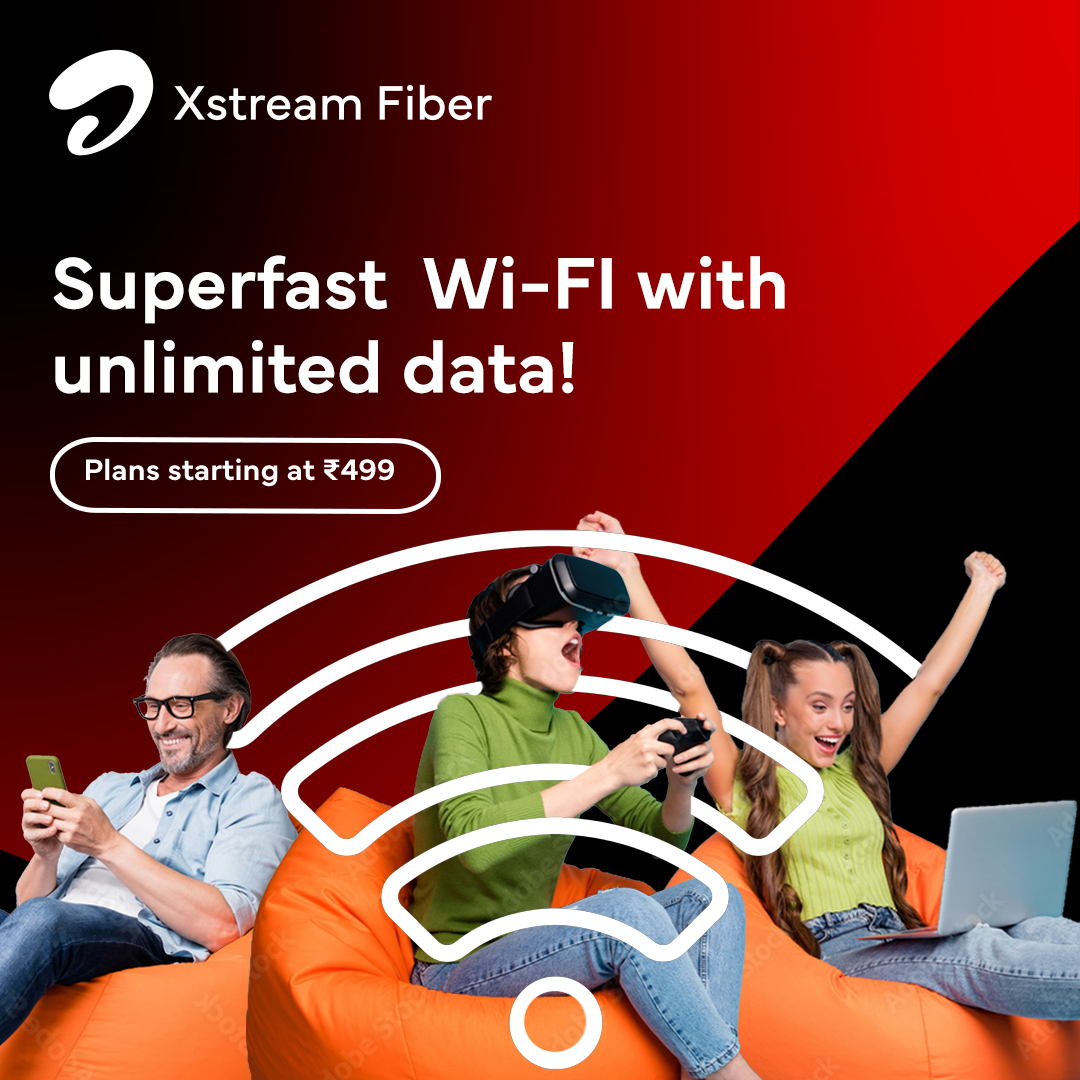 Xstream Fiber
Superfast Wi-FI with
unlimited data!
Plans starting at ₹499